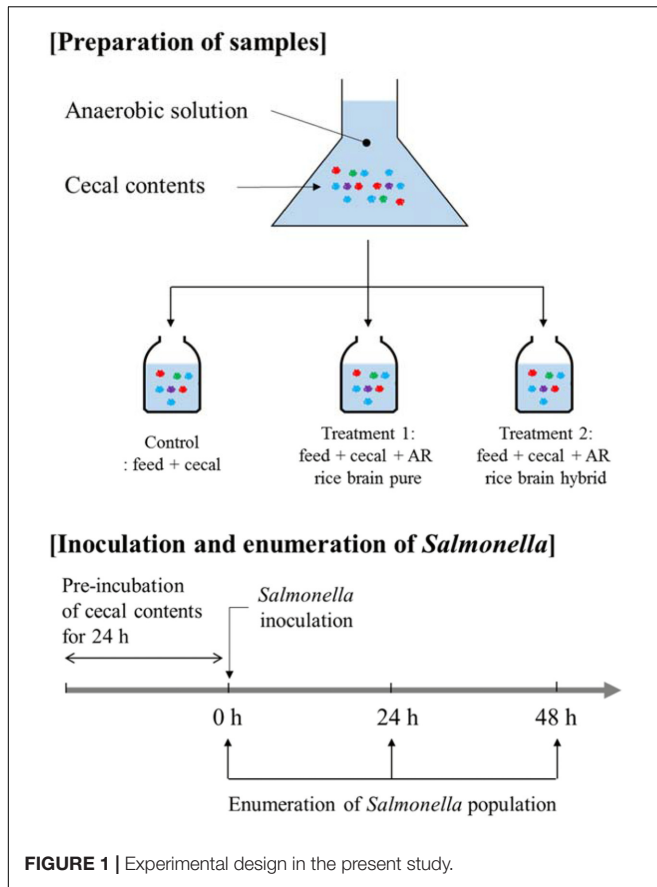 [Preparation of samples]
Anaerobic solution
Cecal contents
Control
: feed + cecal
Treatment 1:
feed + cecal + AR
rice brain pure
Treatment 2:
feed + cecal + AR
rice brain hybrid
[Inoculation and enumeration of Salmonella]
Pre-incubation
of cecal contents
for 24 h
Salmonella
inoculation
0 h
24 h
48 h
Enumeration of Salmonella population
FIGURE 1 | Experimental design in the present study.